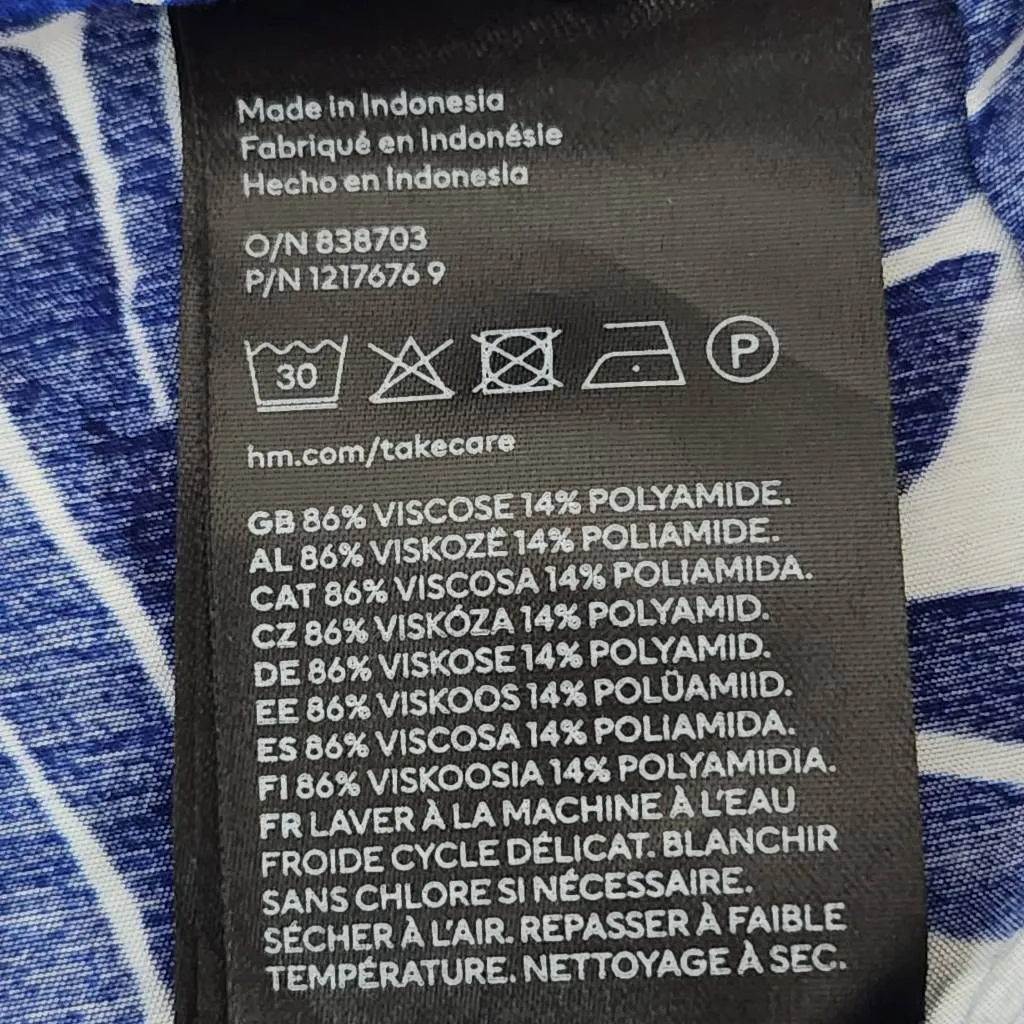 Made in Indonesia
Fabriqué en Indonésie
Hecho en Indonesia
O/N 838703
P/N 1217676 9
30 P
hm.com/takecare
GB 86% VISCOSE 14% POLYAMIDE.
AL 86% VISKOZË 14% POLIAMIDE.
CAT 86% VISCOSA 14% POLIAMIDA.
CZ 86% VISKÓZA 14% POLYAMID.
DE 86% VISKOSE 14% POLYAMID.
EE 86% VISKOOS 14% POLÜAMIID.
ES 86% VISCOSA 14% POLIAMIDA.
FI 86% VISKOOSIA 14% POLYAMIDIA.
FR LAVER À LA MACHINE À L'EAU
FROIDE CYCLE DÉLICAT. BLANCHIR
SANS CHLORE SI NÉCESSAIRE.
SÉCHER À L'AIR. REPASSER À FAIBLE
TEMPÉRATURE. NETTOYAGE À SEC.